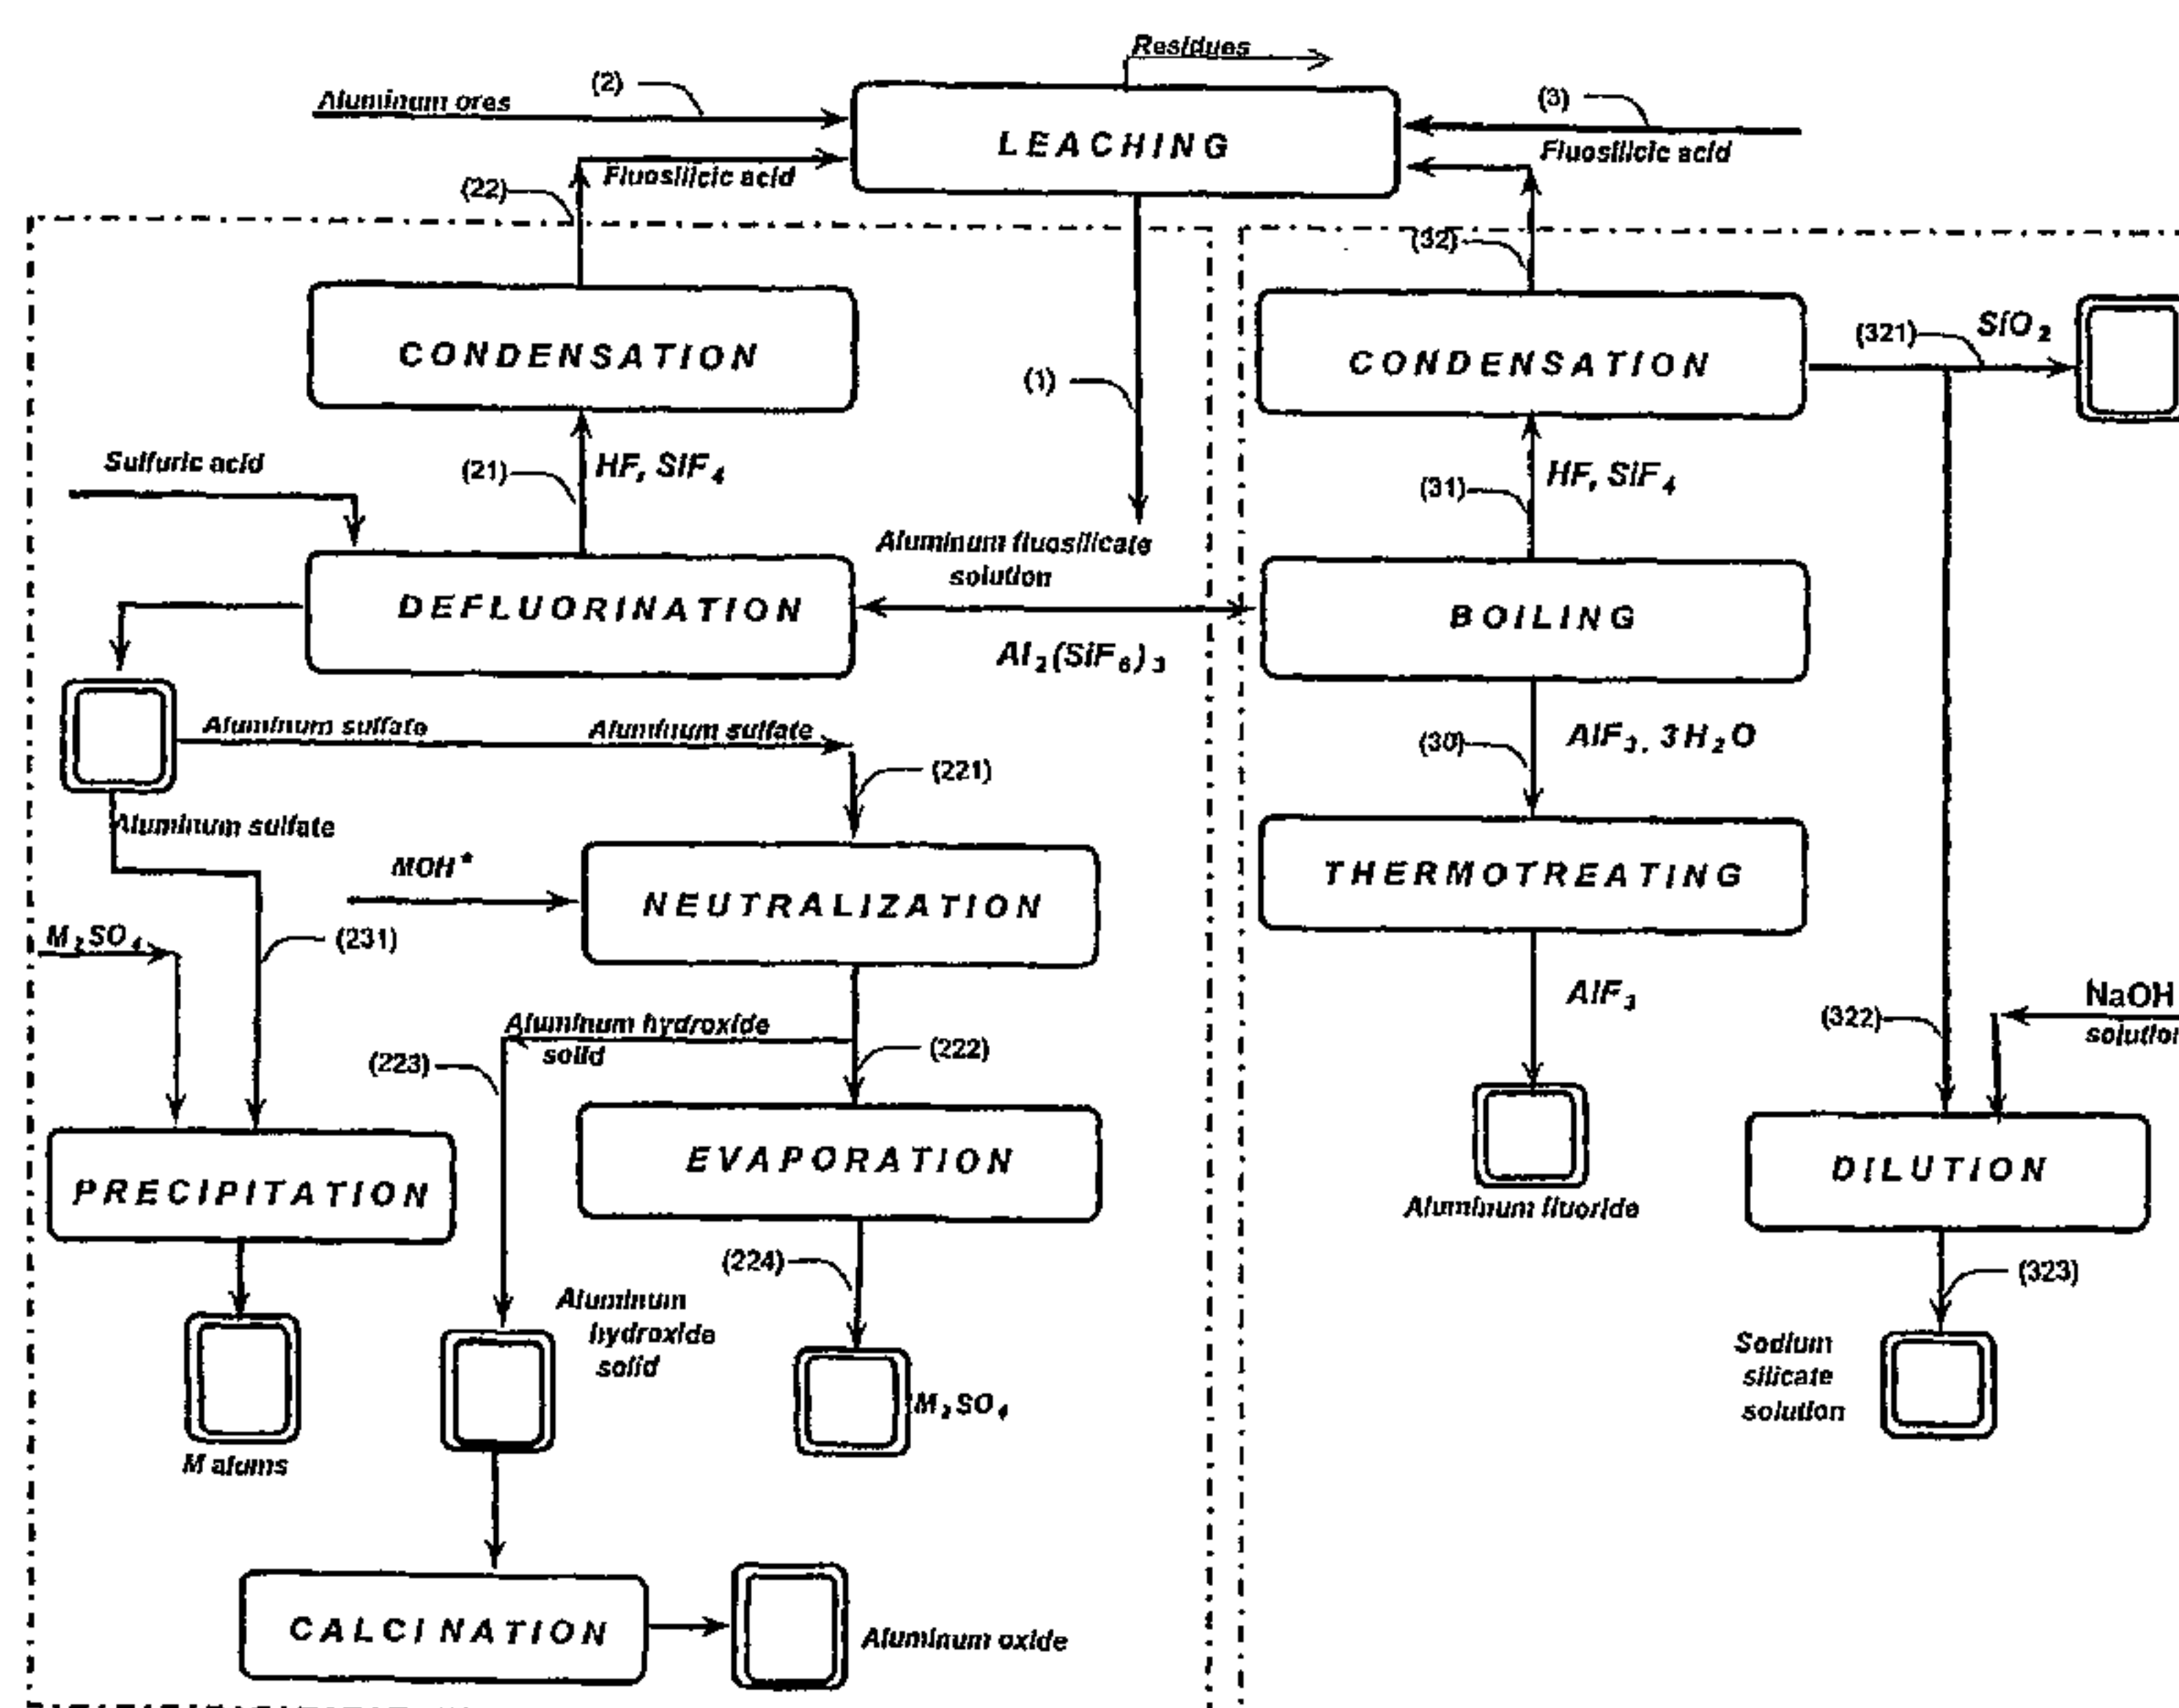 Residues
(2)
Aluminum ores
(3)
LEACHING
Fluosilicic acid
Fluosilicic acid
(22)
(32)
CONDENSATION
CONDENSATION
(321)
SiO2
(1)
Sulfuric acid
(21)
HF, SiF4
(31)
HF, SiF4
Aluminum fluosilicate
solution
DEFLUORINATION
BOILING
Al2(SiF6)3
Aluminum sulfate
Aluminum sulfate
(221)
(30)
AlF3. 3H2O
Aluminum sulfate
MOH*
NEUTRALIZATION
THERMOTREATING
M2SO4
(231)
AlF3
NaOH
solution
(322)
Aluminum hydroxide
solid
(223)
(222)
PRECIPITATION
EVAPORATION
DILUTION
Aluminum fluoride
(224)
(323)
Aluminum
hydroxide
solid
Sodium
silicate
solution
M2SO4
M alums
CALCINATION
Aluminum oxide